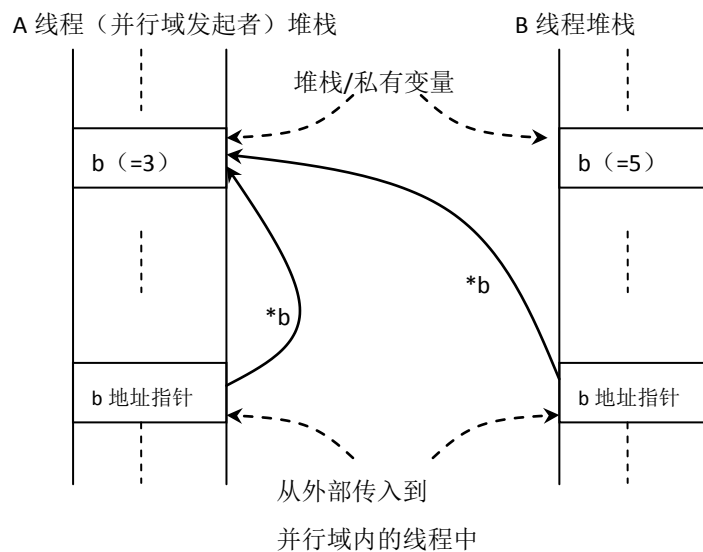 A 线程（并行域发起者）堆栈
B 线程堆栈
堆栈/私有变量
b（=3）
b（=5）
*b
*b
b 地址指针
b 地址指针
从外部传入到
并行域内的线程中